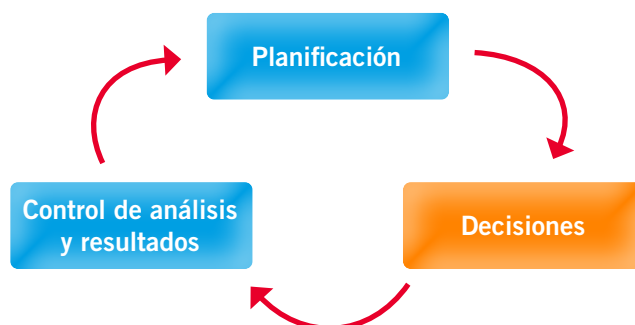 Planificación
Control de análisis
y resultados
Decisiones